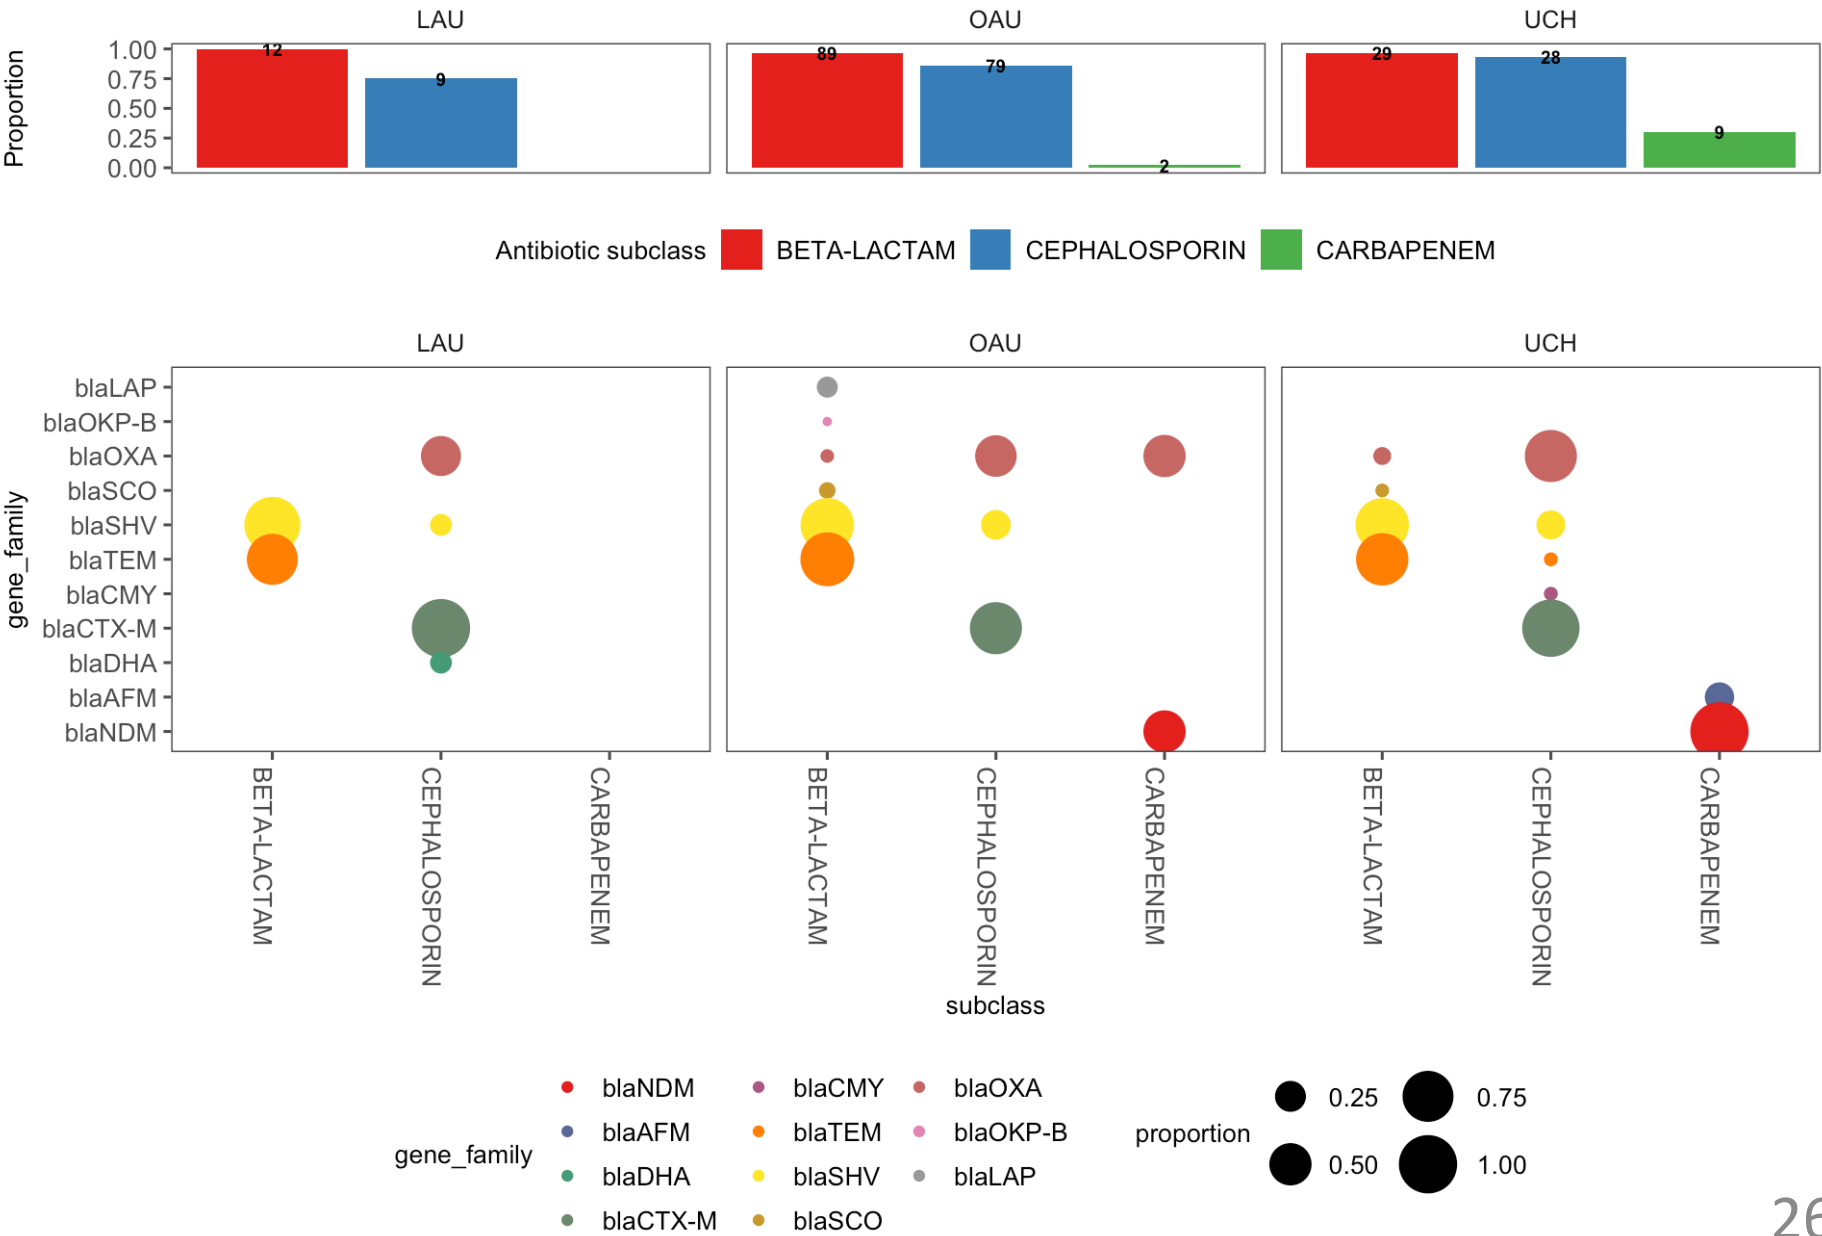 LAU OAU UCH
Proportion
1.00
0.75
0.50
0.25
0.00
12 9
89 79 2
29 28 9
Antibiotic subclass BETA-LACTAM CEPHALOSPORIN CARBAPENEM
LAU OAU UCH
gene_family
blaLAP
blaOKP-B
blaOXA
blaSCO
blaSHV
blaTEM
blaCMY
blaCTX-M
blaDHA
blaAFM
blaNDM
BETA-LACTAM CEPHALOSPORIN CARBAPENEM
BETA-LACTAM CEPHALOSPORIN CARBAPENEM
BETA-LACTAM CEPHALOSPORIN CARBAPENEM
subclass
gene_family
blaNDM blaCMY blaOXA
blaAFM blaTEM blaOKP-B
blaDHA blaSHV blaLAP
blaCTX-M blaSCO
proportion
0.25 0.75
0.50 1.00
26